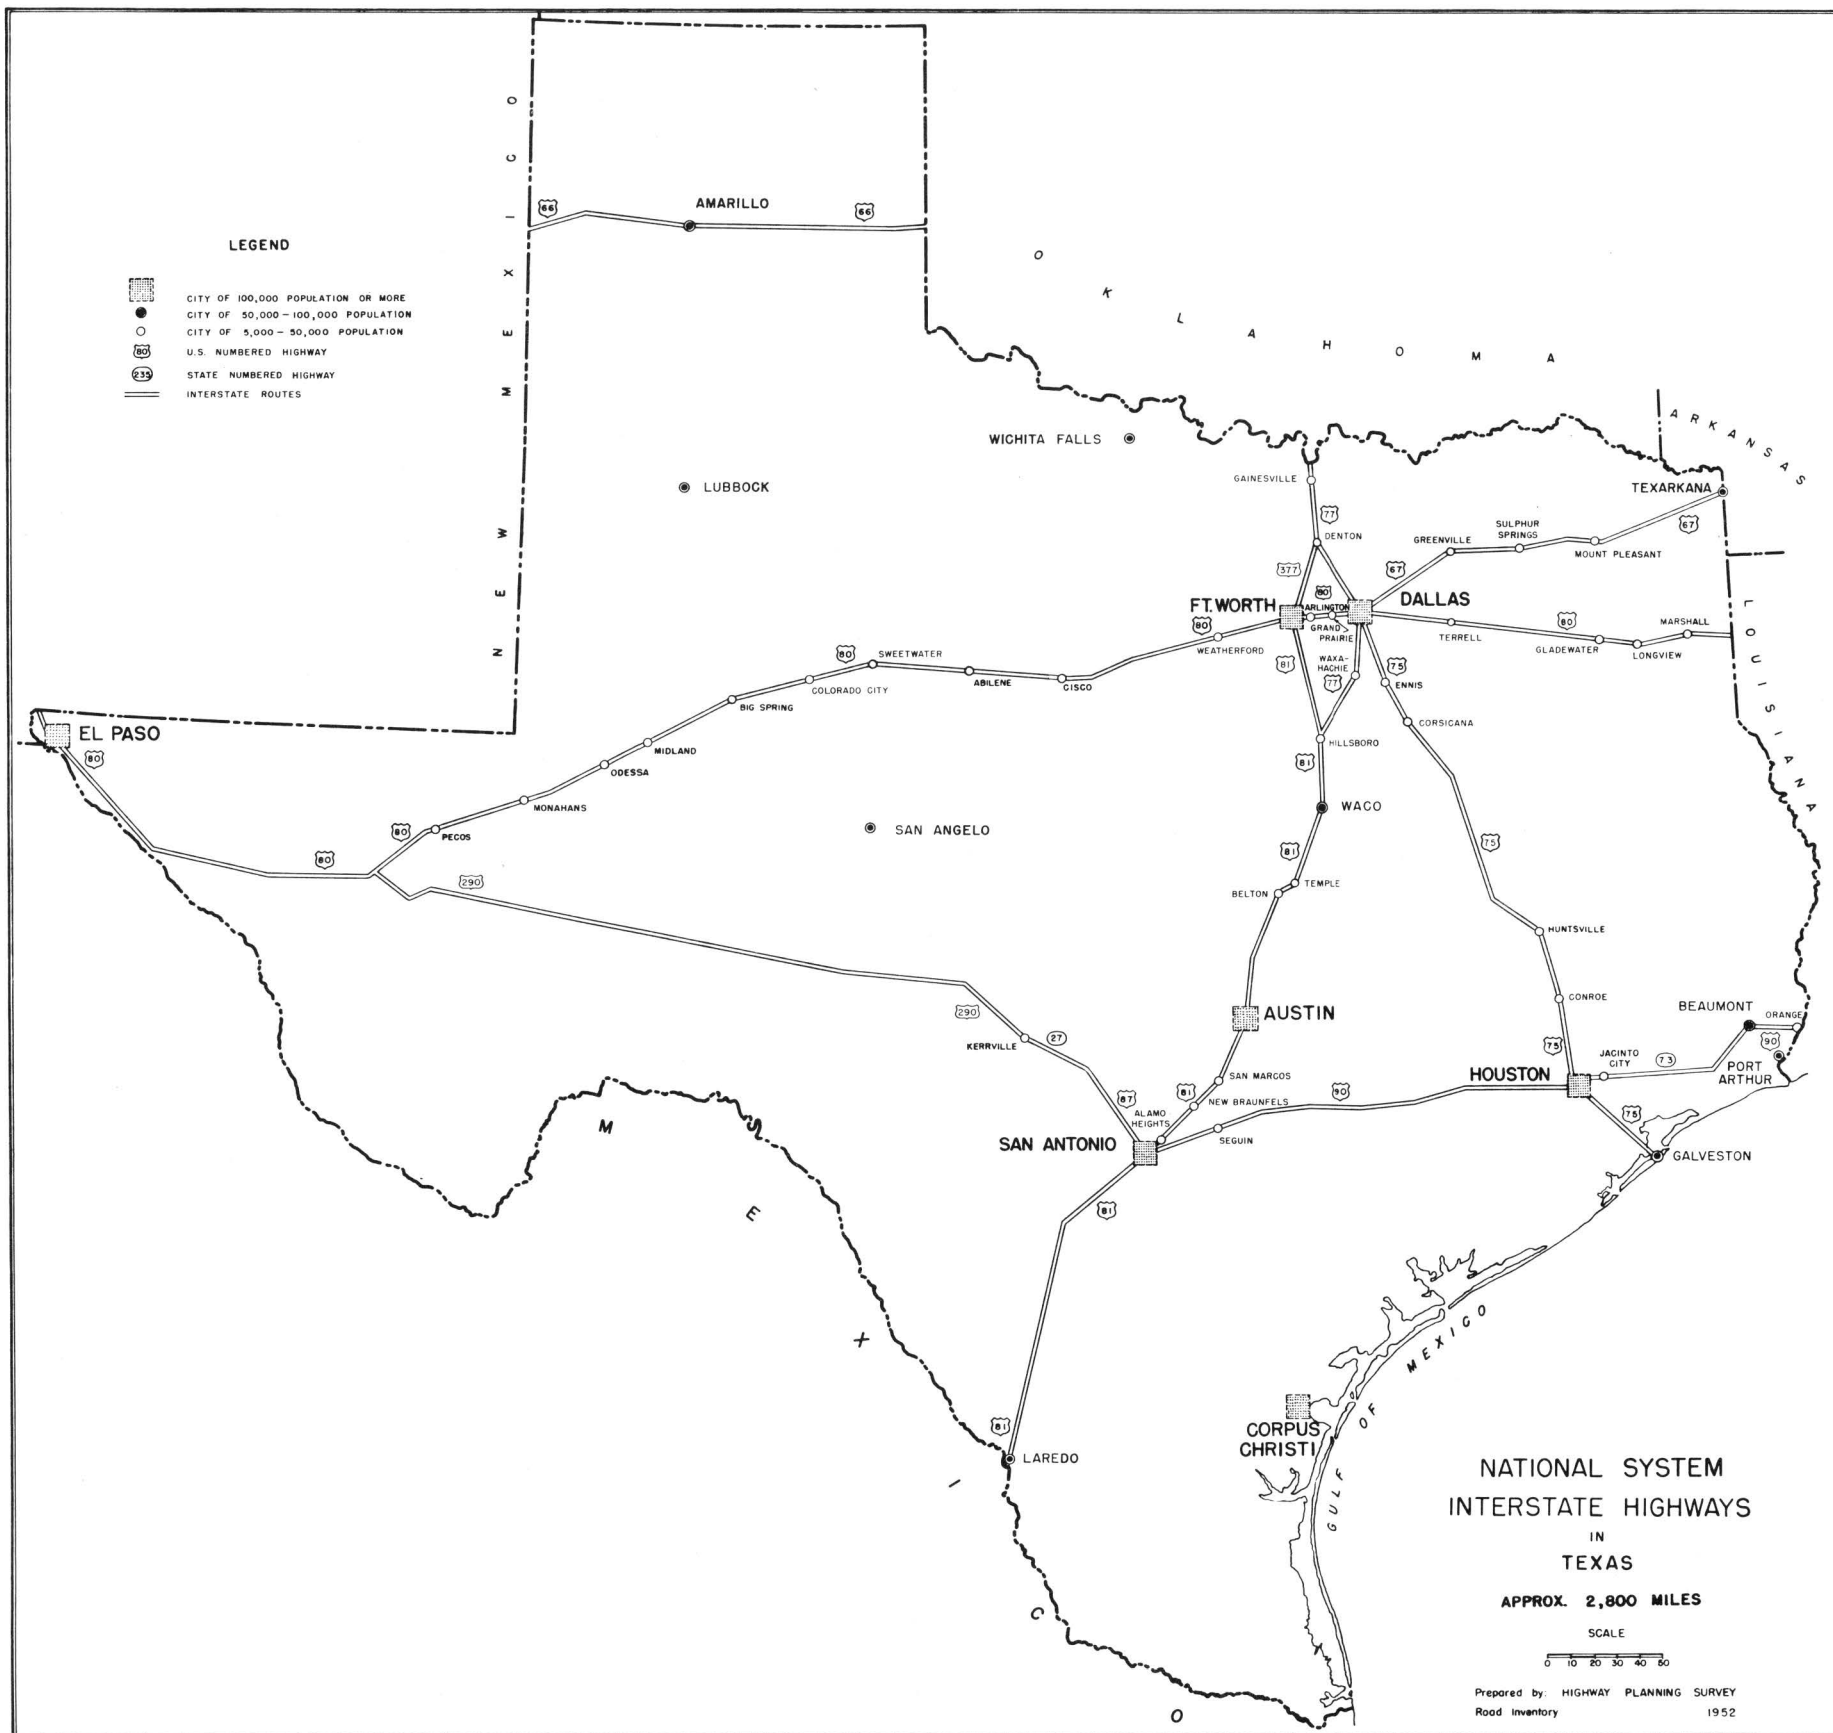 NEW MEXICO
OKLAHOMA
ARKANSAS
LOUISIANA
MEXICO
GULF OF MEXICO
LEGEND
CITY OF 100,000 POPULATION OR MORE
CITY OF 50,000 - 100,000 POPULATION
CITY OF 5,000 - 50,000 POPULATION
80 U.S. NUMBERED HIGHWAY
235 STATE NUMBERED HIGHWAY
INTERSTATE ROUTES
66
AMARILLO
66
WICHITA FALLS
LUBBOCK
GAINESVILLE
77
DENTON
377
TEXARKANA
67
SULPHUR
SPRINGS
GREENVILLE
MOUNT PLEASANT
67
80
FT. WORTH
ARLINGTON
DALLAS
GRAND
PRAIRIE
80
WEATHERFORD
TERRELL
80
GLADEWATER
LONGVIEW
MARSHALL
81
WAXA-
HACHIE
77
75
ENNIS
CORSICANA
80
SWEETWATER
COLORADO CITY
ABILENE
CISCO
BIG SPRING
MIDLAND
ODESSA
MONAHANS
EL PASO
80
80
PECOS
80
290
SAN ANGELO
HILLSBORO
81
WACO
81
TEMPLE
BELTON
75
HUNTSVILLE
CONROE
75
BEAUMONT
ORANGE
90
PORT
ARTHUR
JACINTO
CITY
73
HOUSTON
75
GALVESTON
AUSTIN
290
KERRVILLE
27
87
SAN MARCOS
81
NEW BRAUNFELS
ALAMO
HEIGHTS
90
SEGUIN
SAN ANTONIO
81
81
LAREDO
CORPUS
CHRISTI
NATIONAL SYSTEM
INTERSTATE HIGHWAYS
IN
TEXAS
APPROX. 2,800 MILES
SCALE
0 10 20 30 40 50
Prepared by: HIGHWAY PLANNING SURVEY
Road Inventory 1952